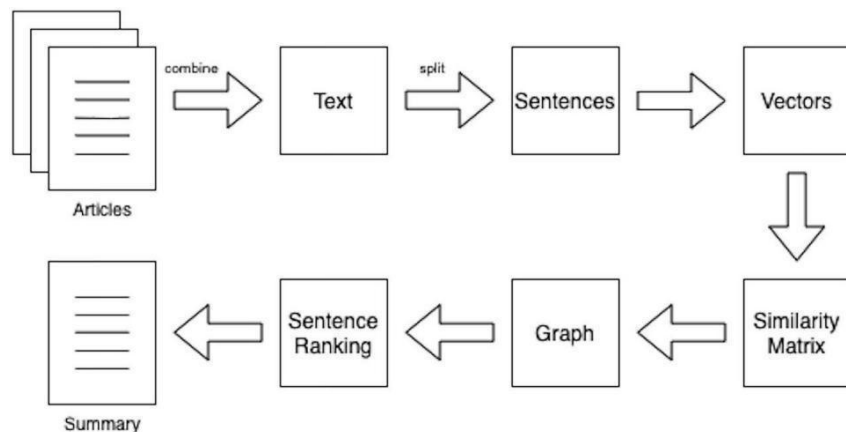 combine
split
Text
Sentences
Vectors
Articles
Similarity
Matrix
Graph
Sentence
Ranking
Summary